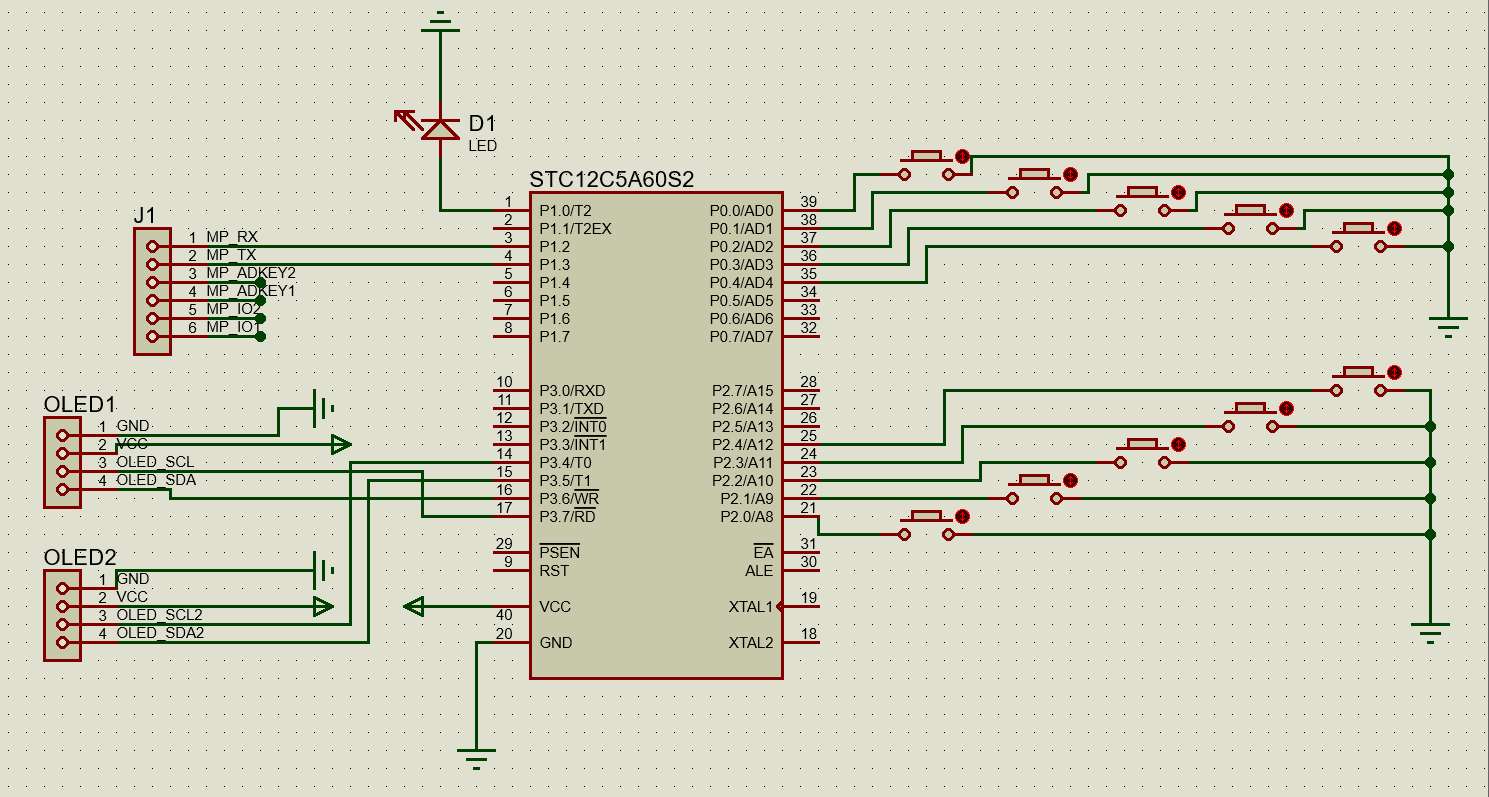 D1
LED
STC12C5A60S2
1 P1.0/T2 P0.0/AD0 39
2 P1.1/T2EX P0.1/AD1 38
3 P1.2 P0.2/AD2 37
4 P1.3 P0.3/AD3 36
5 P1.4 P0.4/AD4 35
6 P1.5 P0.5/AD5 34
7 P1.6 P0.6/AD6 33
8 P1.7 P0.7/AD7 32
10 P3.0/RXD P2.7/A15 28
11 P3.1/TXD P2.6/A14 27
12 P3.2/INT0 P2.5/A13 26
13 P3.3/INT1 P2.4/A12 25
14 P3.4/T0 P2.3/A11 24
15 P3.5/T1 P2.2/A10 23
16 P3.6/WR P2.1/A9 22
17 P3.7/RD P2.0/A8 21
29 PSEN EA 31
9 RST ALE 30
40 VCC XTAL1 19
20 GND XTAL2 18
J1
1 MP_RX
2 MP_TX
3 MP_ADKEY2
4 MP_ADKEY1
5 MP_IO2
6 MP_IO1
OLED1
1 GND
2 VCC
3 OLED_SCL
4 OLED_SDA
OLED2
1 GND
2 VCC
3 OLED_SCL2
4 OLED_SDA2